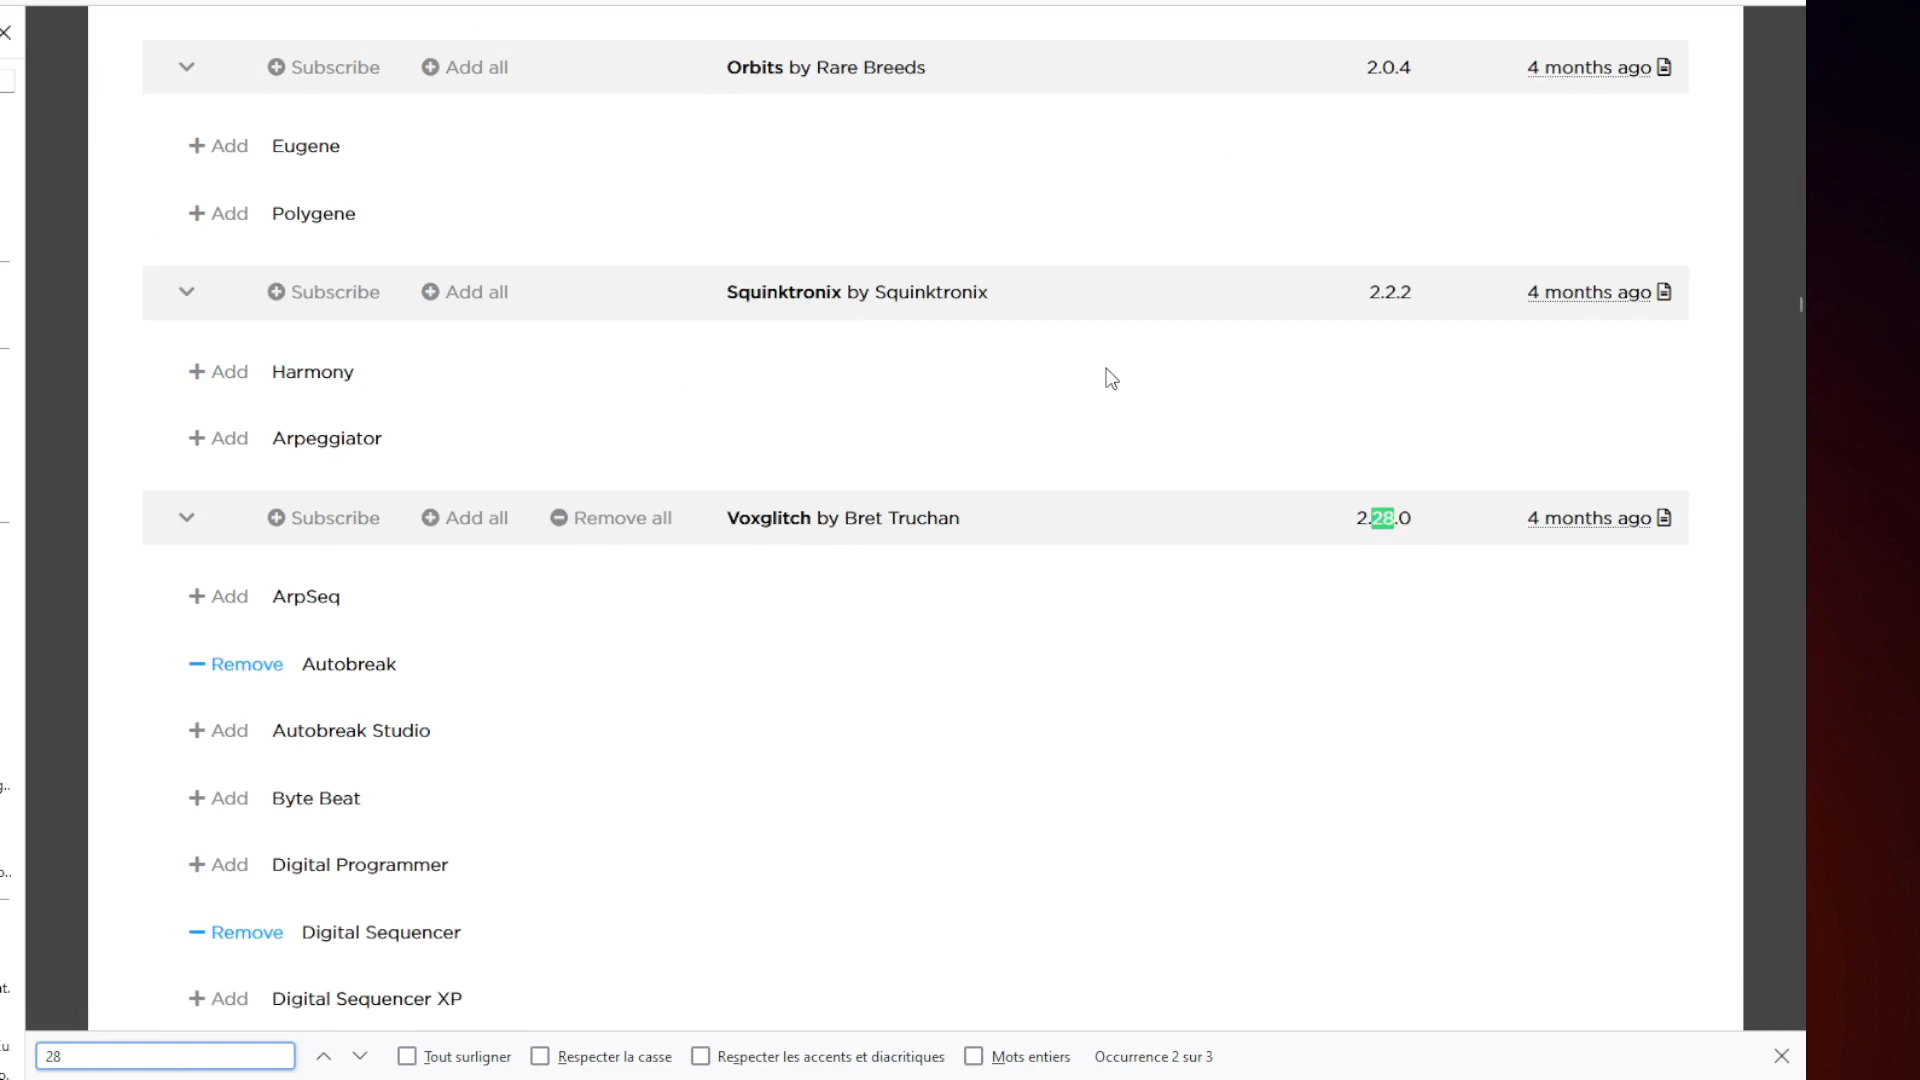 Subscribe Add all Orbits by Rare Breeds 2.0.4 4 months ago
Add Eugene
Add Polygene
Subscribe Add all Squinktronix by Squinktronix 2.2.2 4 months ago
Add Harmony
Add Arpeggiator
Subscribe Add all Remove all Voxglitch by Bret Truchan 2.28.0 4 months ago
Add ArpSeq
Remove Autobreak
Add Autobreak Studio
Add Byte Beat
Add Digital Programmer
Remove Digital Sequencer
Add Digital Sequencer XP
28 Tout surligner Respecter la casse Respecter les accents et diacritiques Mots entiers Occurrence 2 sur 3